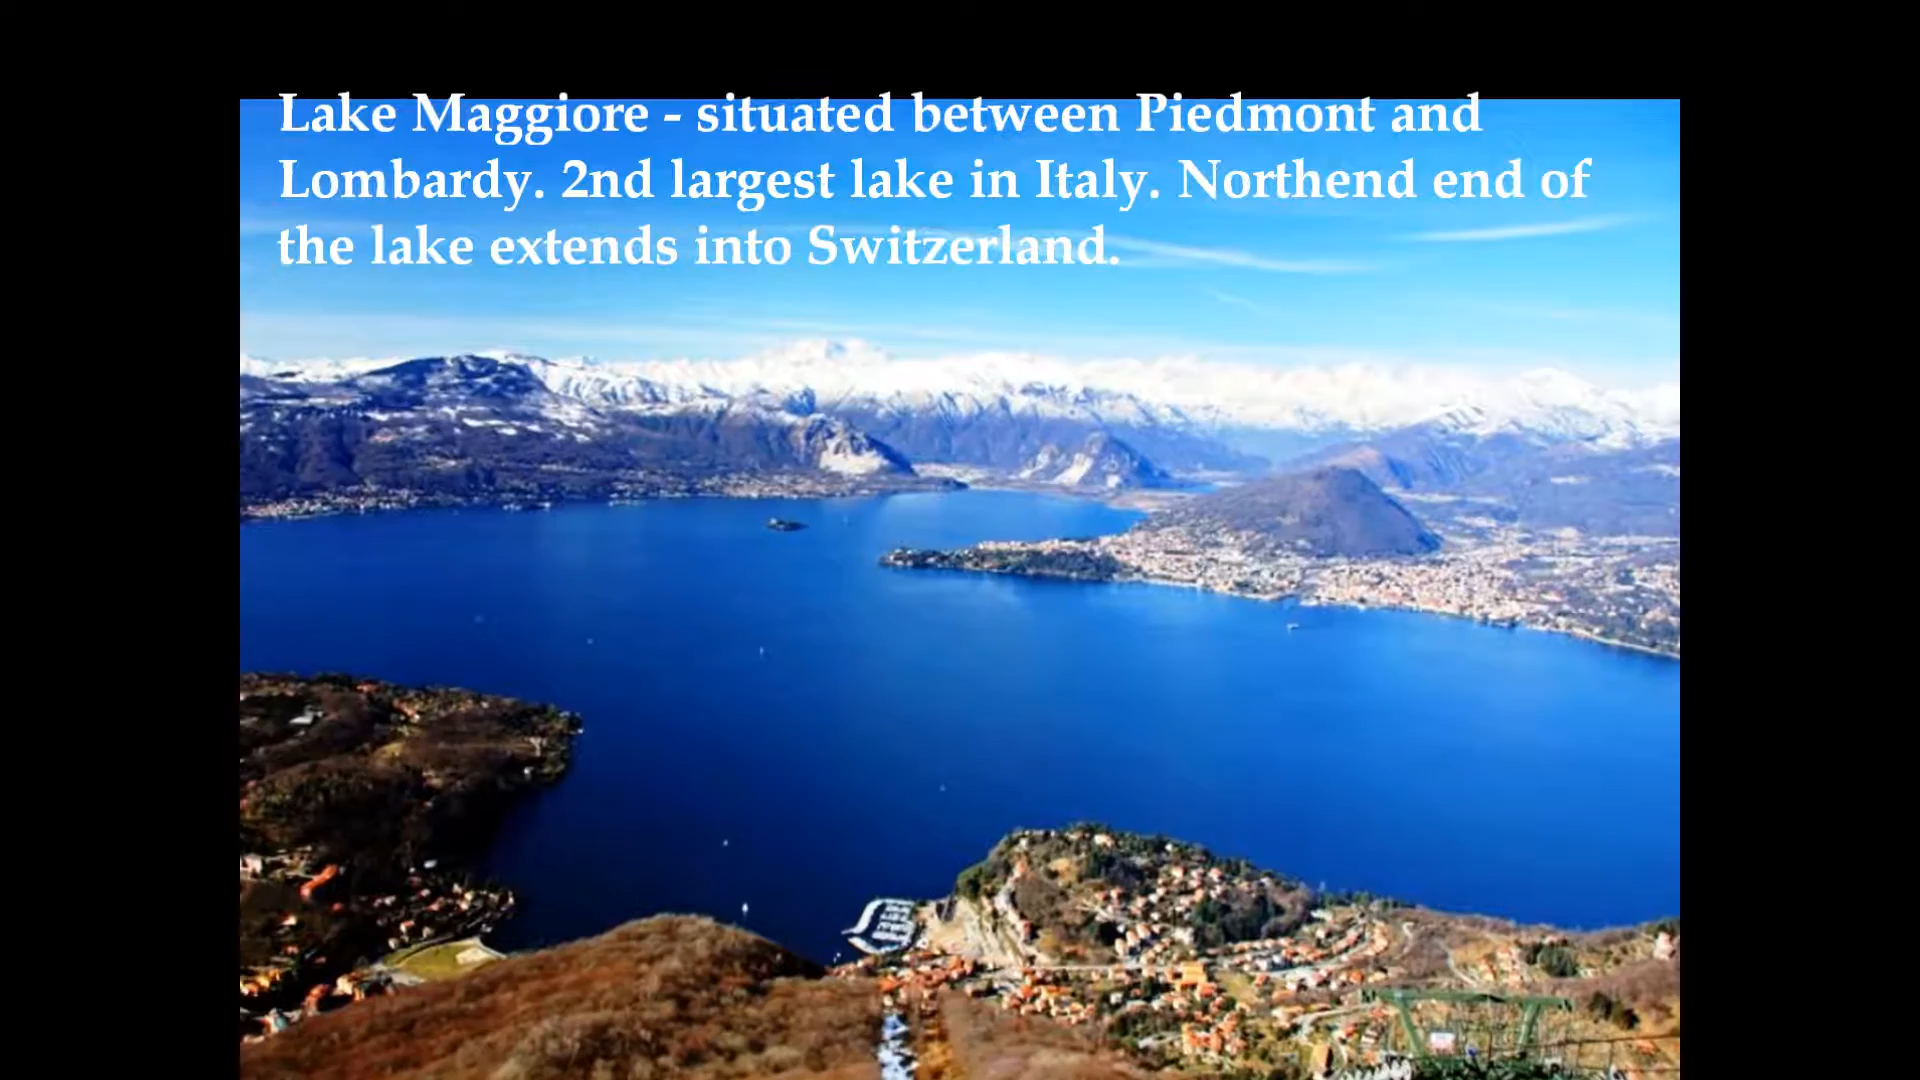 Lake Maggiore - situated between Piedmont and
Lombardy. 2nd largest lake in Italy. Northend end of
the lake extends into Switzerland.